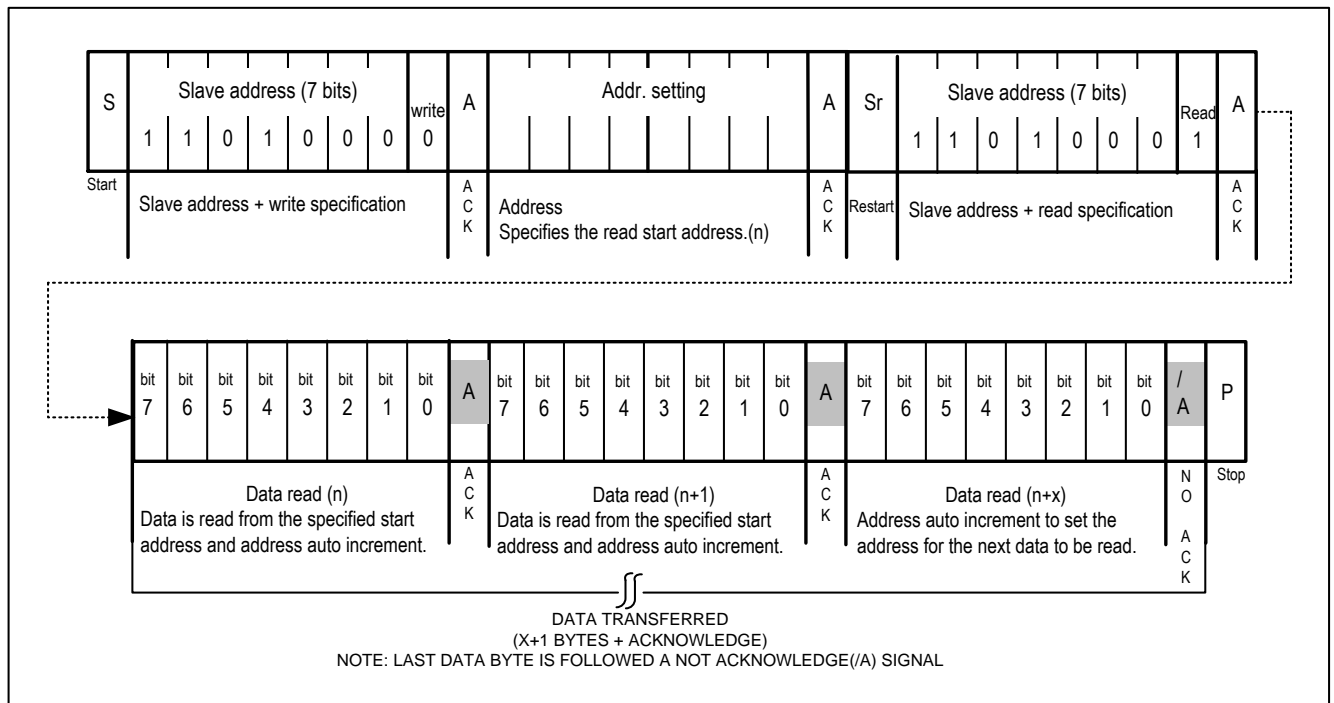 S
Slave address (7 bits)
write
A
Addr. setting
A
Sr
Slave address (7 bits)
Read
A
1 1 0 1 0 0 0 0
1 1 0 1 0 0 0 1
Start
Slave address + write specification
ACK
Address
Specifies the read start address.(n)
ACK
Restart
Slave address + read specification
ACK
bit 7 bit 6 bit 5 bit 4 bit 3 bit 2 bit 1 bit 0
A
bit 7 bit 6 bit 5 bit 4 bit 3 bit 2 bit 1 bit 0
A
bit 7 bit 6 bit 5 bit 4 bit 3 bit 2 bit 1 bit 0
/A
P
Data read (n)
Data is read from the specified start
address and address auto increment.
ACK
Data read (n+1)
Data is read from the specified start
address and address auto increment.
ACK
Data read (n+x)
Address auto increment to set the
address for the next data to be read.
NO ACK
Stop
DATA TRANSFERRED
(X+1 BYTES + ACKNOWLEDGE)
NOTE: LAST DATA BYTE IS FOLLOWED A NOT ACKNOWLEDGE(/A) SIGNAL